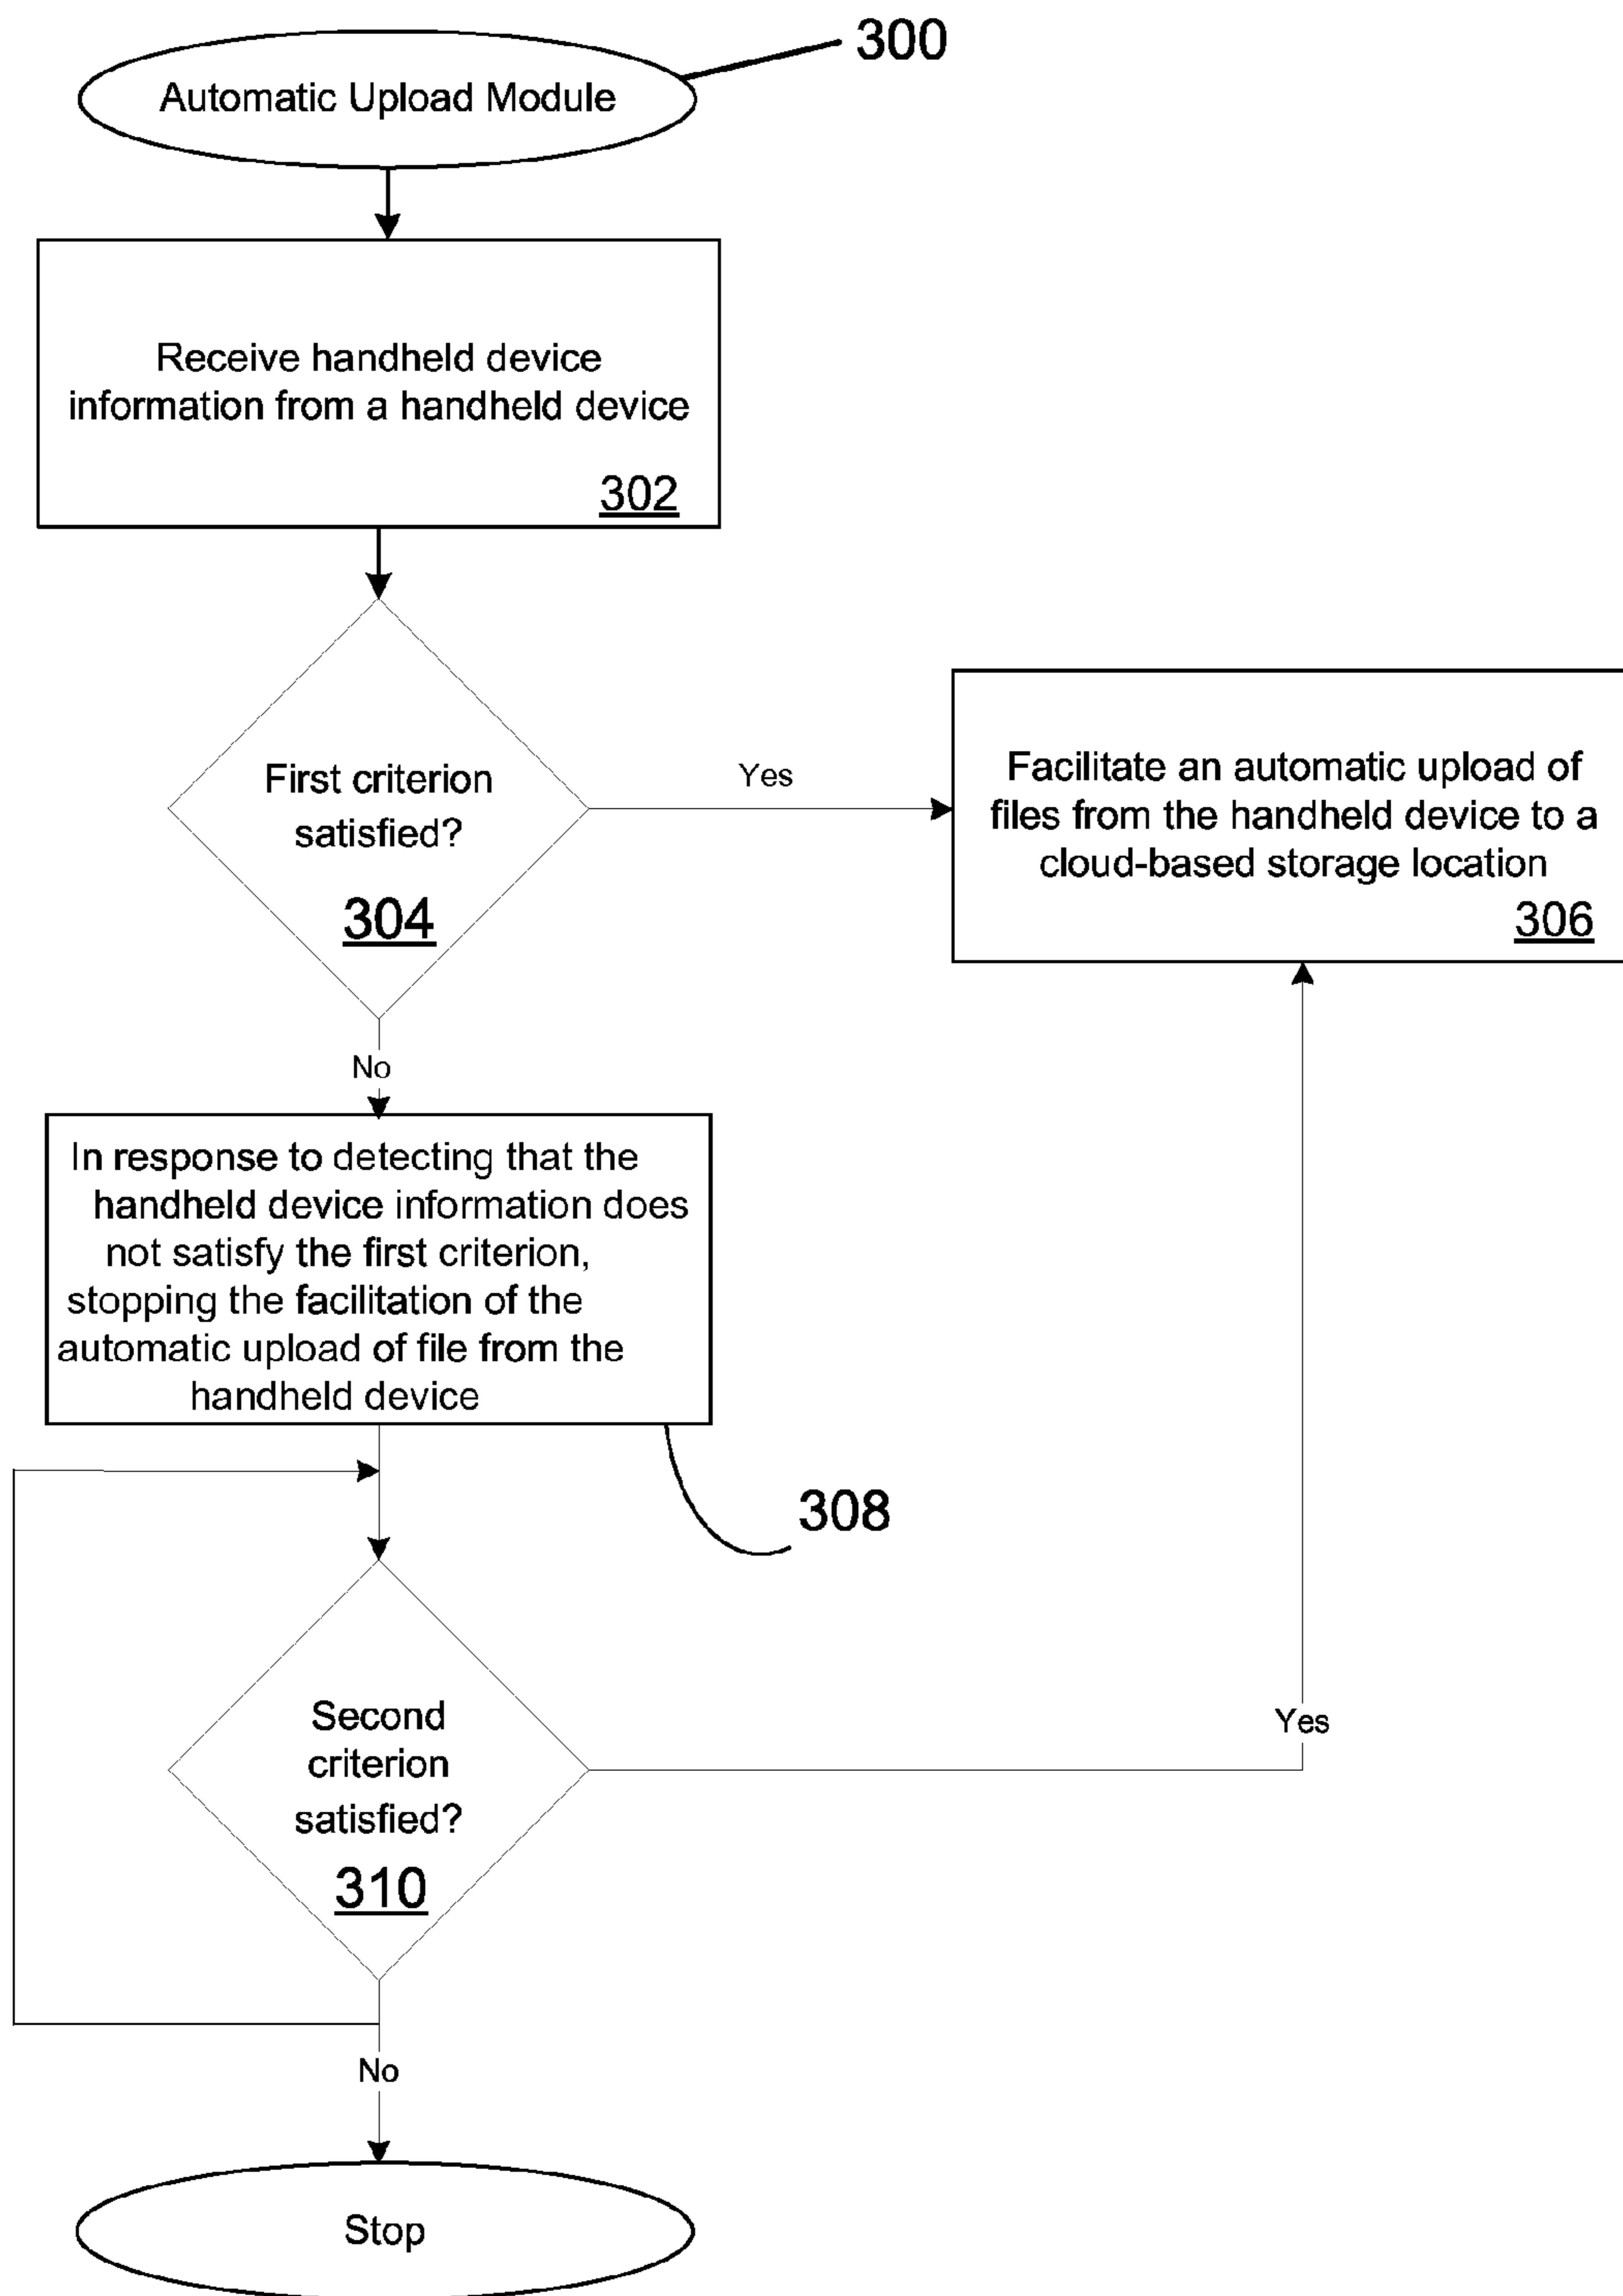 300
Automatic Upload Module
Receive handheld device
information from a handheld device
302
First criterion
satisfied?
304
Yes
Facilitate an automatic upload of
files from the handheld device to a
cloud-based storage location
306
No
In response to detecting that the
handheld device information does
not satisfy the first criterion,
stopping the facilitation of the
automatic upload of file from the
handheld device
308
Second
criterion
satisfied?
310
Yes
No
Stop